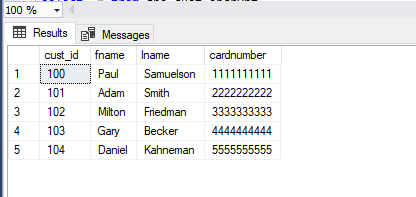 100 %
Results Messages
cust_id fname lname cardnumber
1 100 Paul Samuelson 1111111111
2 101 Adam Smith 2222222222
3 102 Milton Friedman 3333333333
4 103 Gary Becker 4444444444
5 104 Daniel Kahneman 5555555555